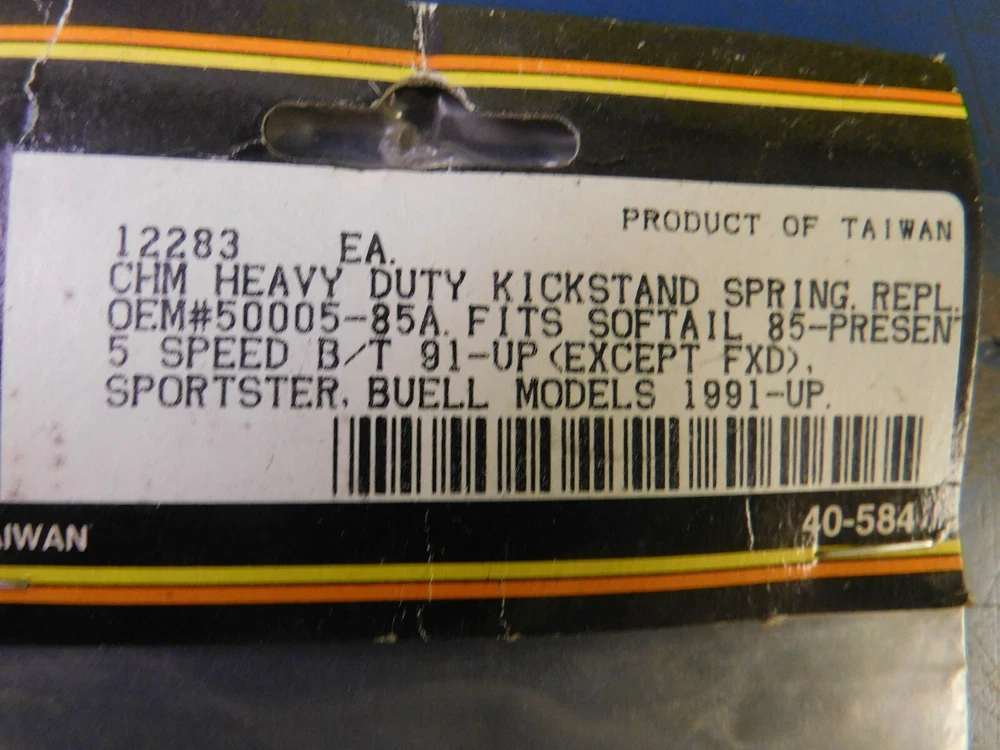 PRODUCT OF TAIWAN
12283 EA.
CHM HEAVY DUTY KICKSTAND SPRING. REPL.
OEM#50005-85A. FITS SOFTAIL 85-PRESENT
5 SPEED B/T 91-UP(EXCEPT FXD),
SPORTSTER, BUELL MODELS 1991-UP.
AIWAN
40-584